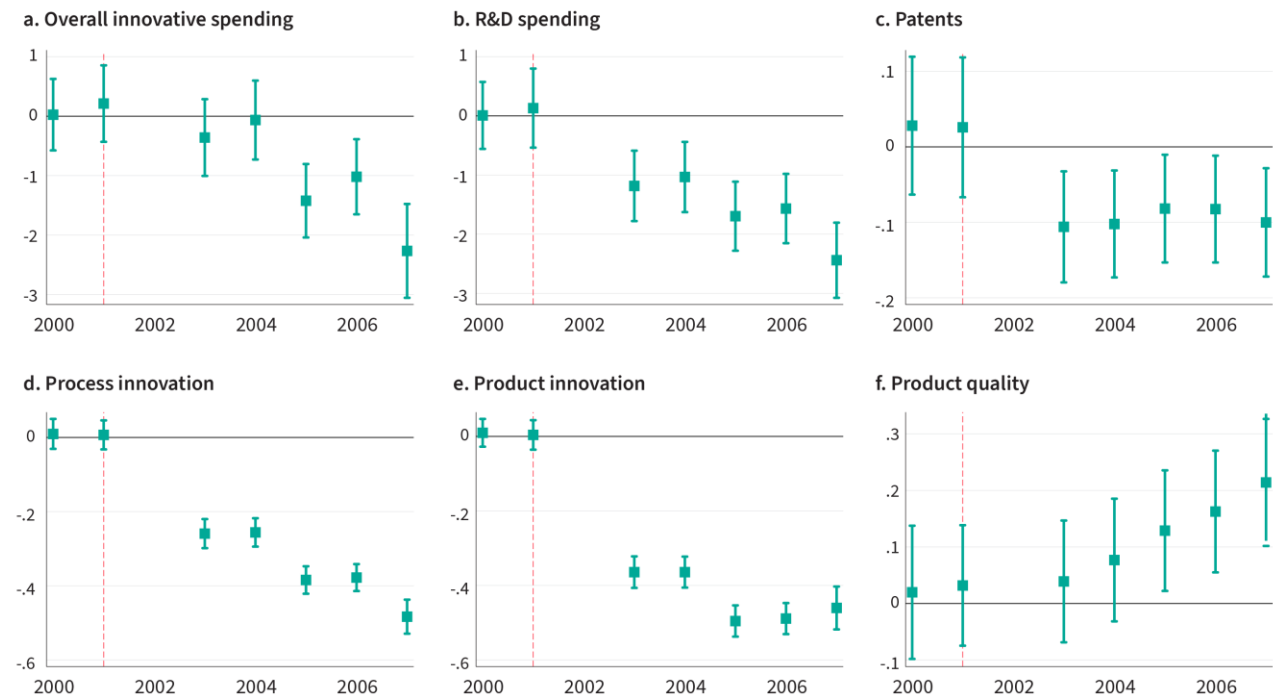 a. Overall innovative spending
1
0
-1
-2
-3
2000 2002 2004 2006
b. R&D spending
1
0
-1
-2
-3
2000 2002 2004 2006
c. Patents
.1
0
-.1
-.2
2000 2002 2004 2006
d. Process innovation
0
-.2
-.4
-.6
2000 2002 2004 2006
e. Product innovation
0
-.2
-.4
-.6
2000 2002 2004 2006
f. Product quality
.3
.2
0.1
0
-.1
2000 2002 2004 2006